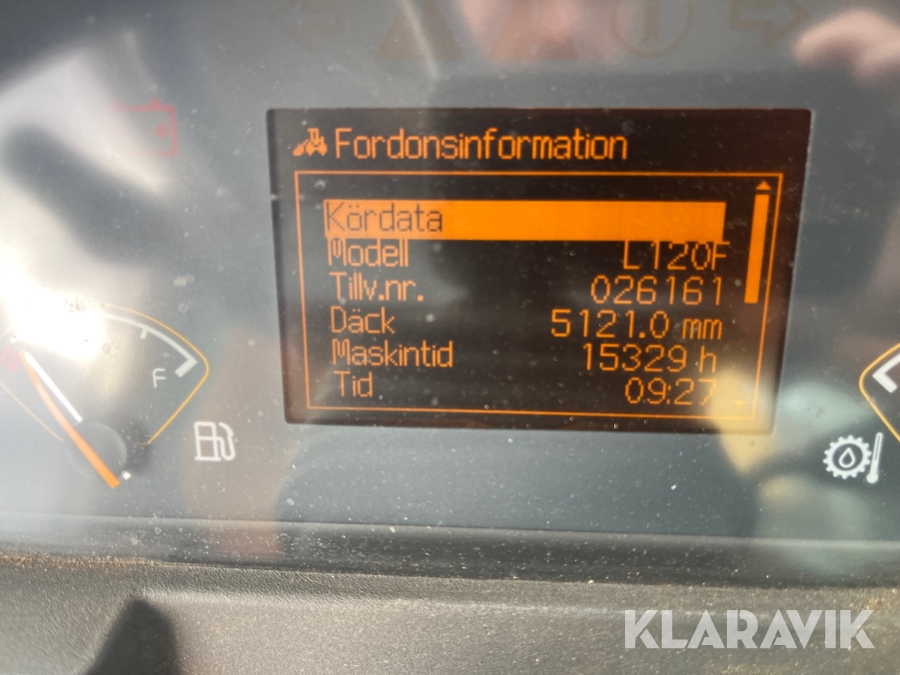 Fordonsinformation
Kördata
Modell L120F
Tillv.nr. 026161
Däck 5121.0 mm
Maskintid 15329 h
Tid 09:27
F
KLARAVIK